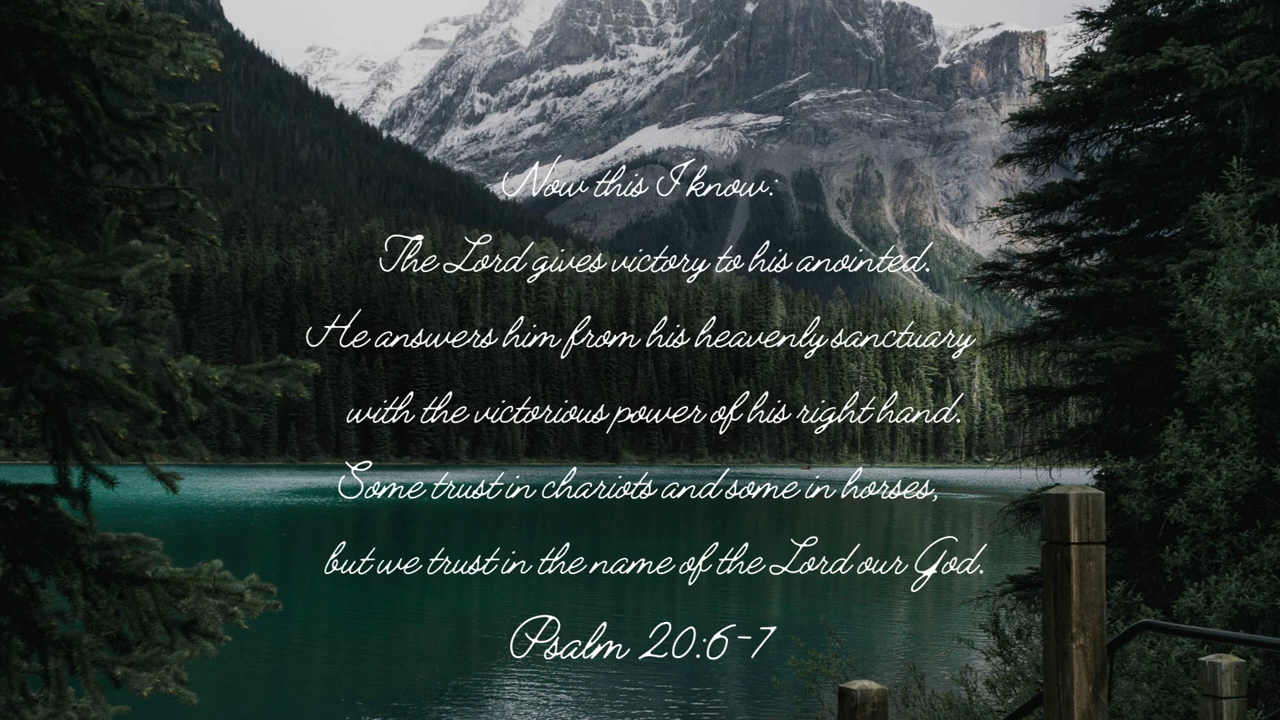 Now this I know:
The Lord gives victory to his anointed.
He answers him from his heavenly sanctuary
with the victorious power of his right hand.
Some trust in chariots and some in horses,
but we trust in the name of the Lord our God.
Psalm 20:6-7